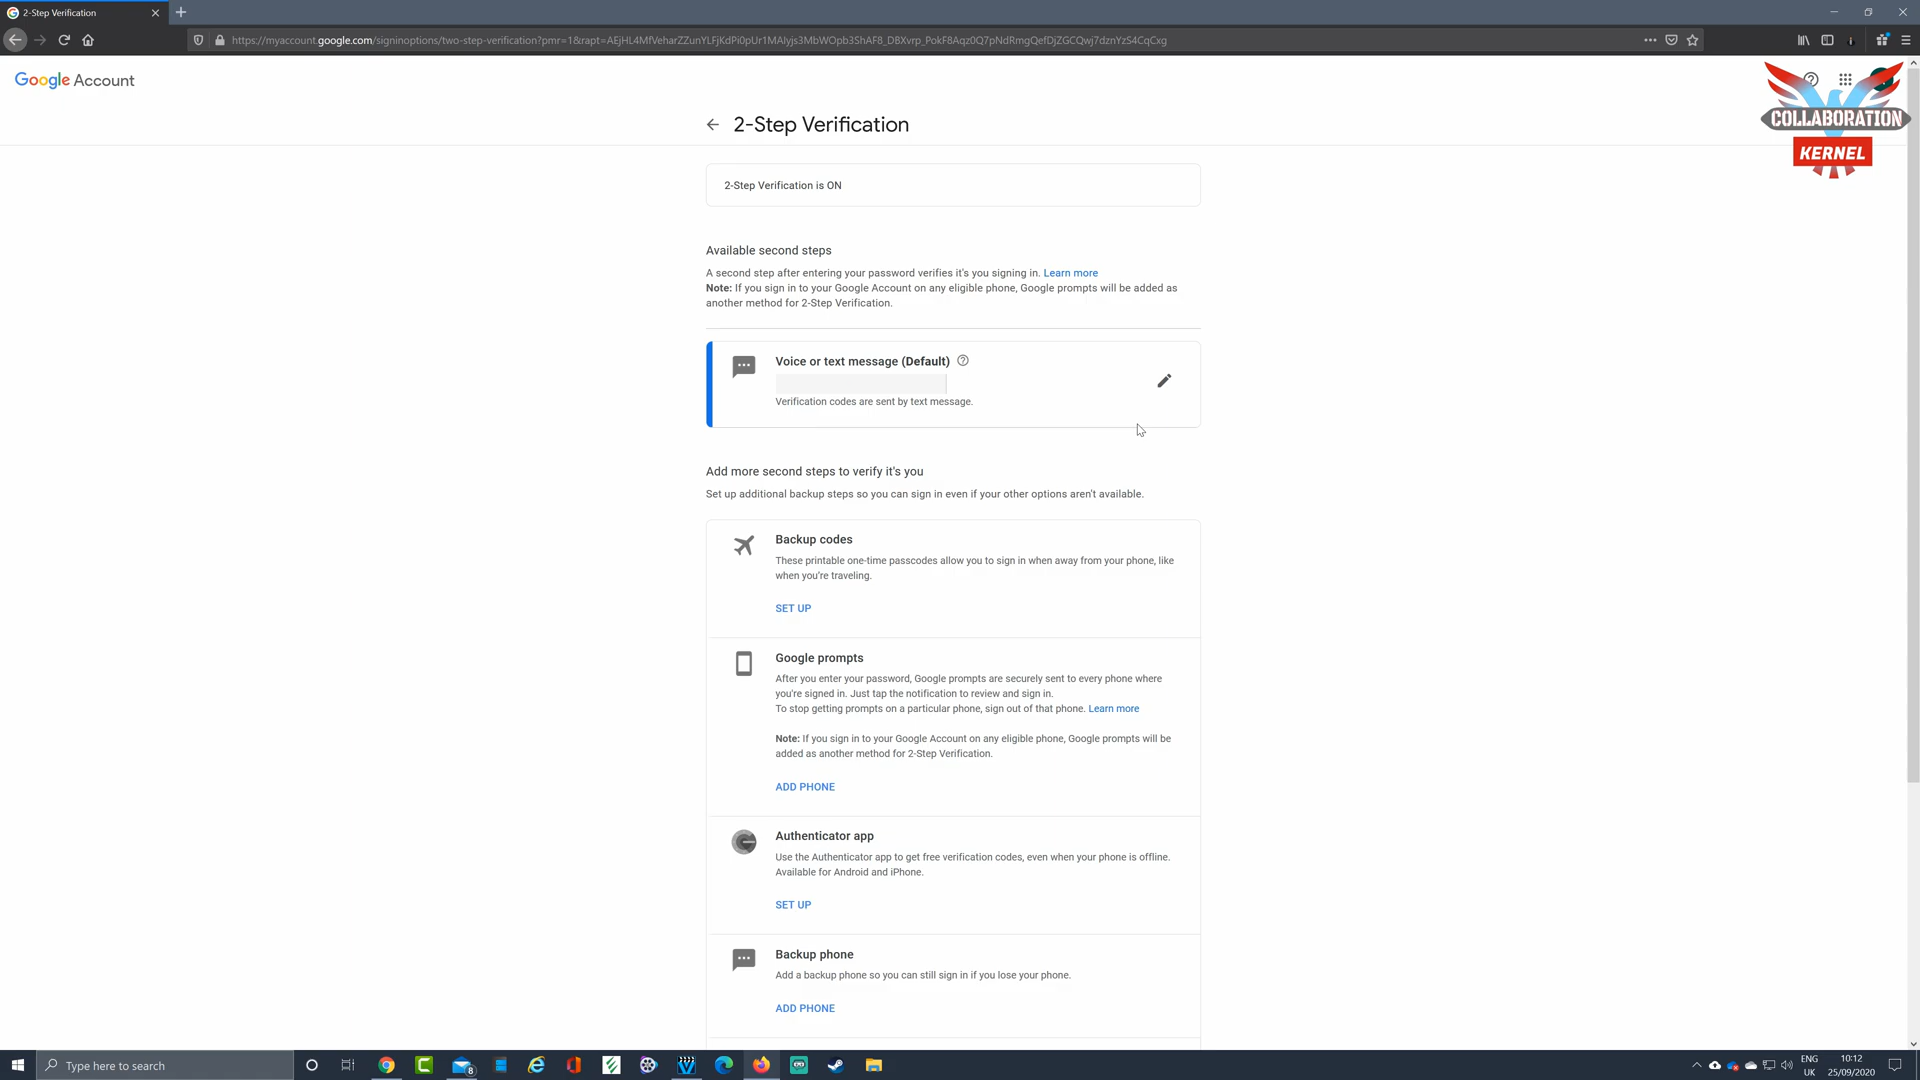 2-Step Verification
https://myaccount.google.com/signinoptions/two-step-verification?pmr=1&rapt=AEjHL4MfVeharZZunYLFjKdPi0pUr1MAIyjs3MbWOpb3ShAF8_DBXvrp_PokF8Aqz0Q7pNdRmgQefDjZGCQwj7dznYzS4CqCxg
Google Account
COLLABORATION
KERNEL
2-Step Verification
2-Step Verification is ON
Available second steps
A second step after entering your password verifies it's you signing in. Learn more
Note: If you sign in to your Google Account on any eligible phone, Google prompts will be added as
another method for 2-Step Verification.
Voice or text message (Default)
Verification codes are sent by text message.
Add more second steps to verify it's you
Set up additional backup steps so you can sign in even if your other options aren't available.
Backup codes
These printable one-time passcodes allow you to sign in when away from your phone, like
when you're traveling.
SET UP
Google prompts
After you enter your password, Google prompts are securely sent to every phone where
you're signed in. Just tap the notification to review and sign in.
To stop getting prompts on a particular phone, sign out of that phone. Learn more
Note: If you sign in to your Google Account on any eligible phone, Google prompts will be
added as another method for 2-Step Verification.
ADD PHONE
Authenticator app
Use the Authenticator app to get free verification codes, even when your phone is offline.
Available for Android and iPhone.
SET UP
Backup phone
Add a backup phone so you can still sign in if you lose your phone.
ADD PHONE
Type here to search
8
ENG
UK
10:12
25/09/2020